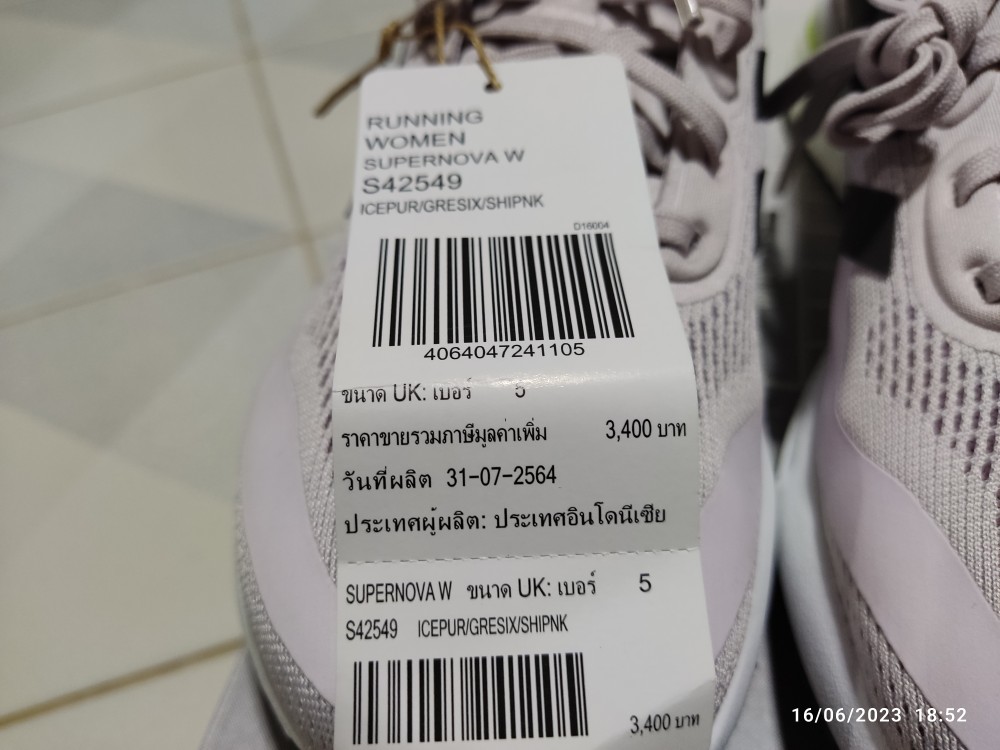 RUNNING
WOMEN
SUPERNOVA W
S42549
ICEPUR/GRESIX/SHIPNK
D16004
4064047241105
ขนาด UK: เบอร์ 5
ราคาขายรวมภาษีมูลค่าเพิ่ม 3,400 บาท
วันที่ผลิต 31-07-2564
ประเทศผู้ผลิต: ประเทศอินโดนีเซีย
SUPERNOVA W ขนาด UK: เบอร์ 5
S42549 ICEPUR/GRESIX/SHIPNK
3,400 บาท
16/06/2023 18:52